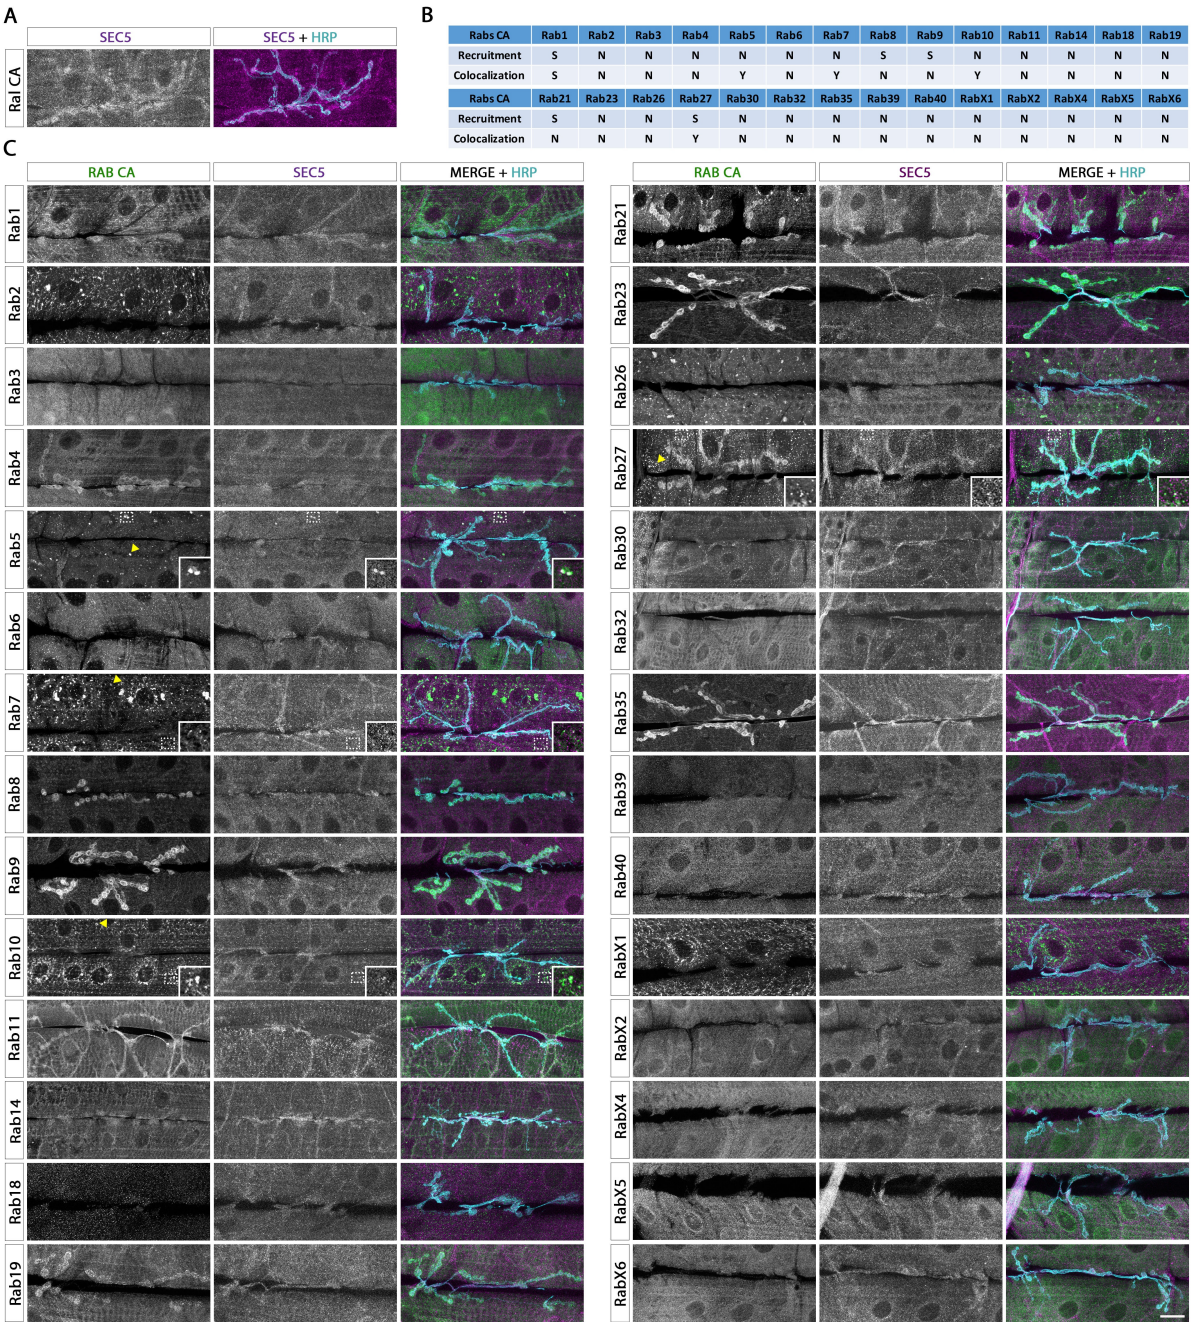 A
SEC5
SEC5 + HRP
Ral CA
B
Rabs CA Rab1 Rab2 Rab3 Rab4 Rab5 Rab6 Rab7 Rab8 Rab9 Rab10 Rab11 Rab14 Rab18 Rab19
Recruitment S N N N N N N S S N N N N N
Colocalization S N N N Y N Y N N Y N N N N
Rabs CA Rab21 Rab23 Rab26 Rab27 Rab30 Rab32 Rab35 Rab39 Rab40 RabX1 RabX2 RabX4 RabX5 RabX6
Recruitment S N N S N N N N N N N N N N
Colocalization N N N Y N N N N N N N N N N
C
RAB CA
SEC5
MERGE + HRP
Rab1
Rab2
Rab3
Rab4
Rab5
Rab6
Rab7
Rab8
Rab9
Rab10
Rab11
Rab14
Rab18
Rab19
RAB CA
SEC5
MERGE + HRP
Rab21
Rab23
Rab26
Rab27
Rab30
Rab32
Rab35
Rab39
Rab40
RabX1
RabX2
RabX4
RabX5
RabX6